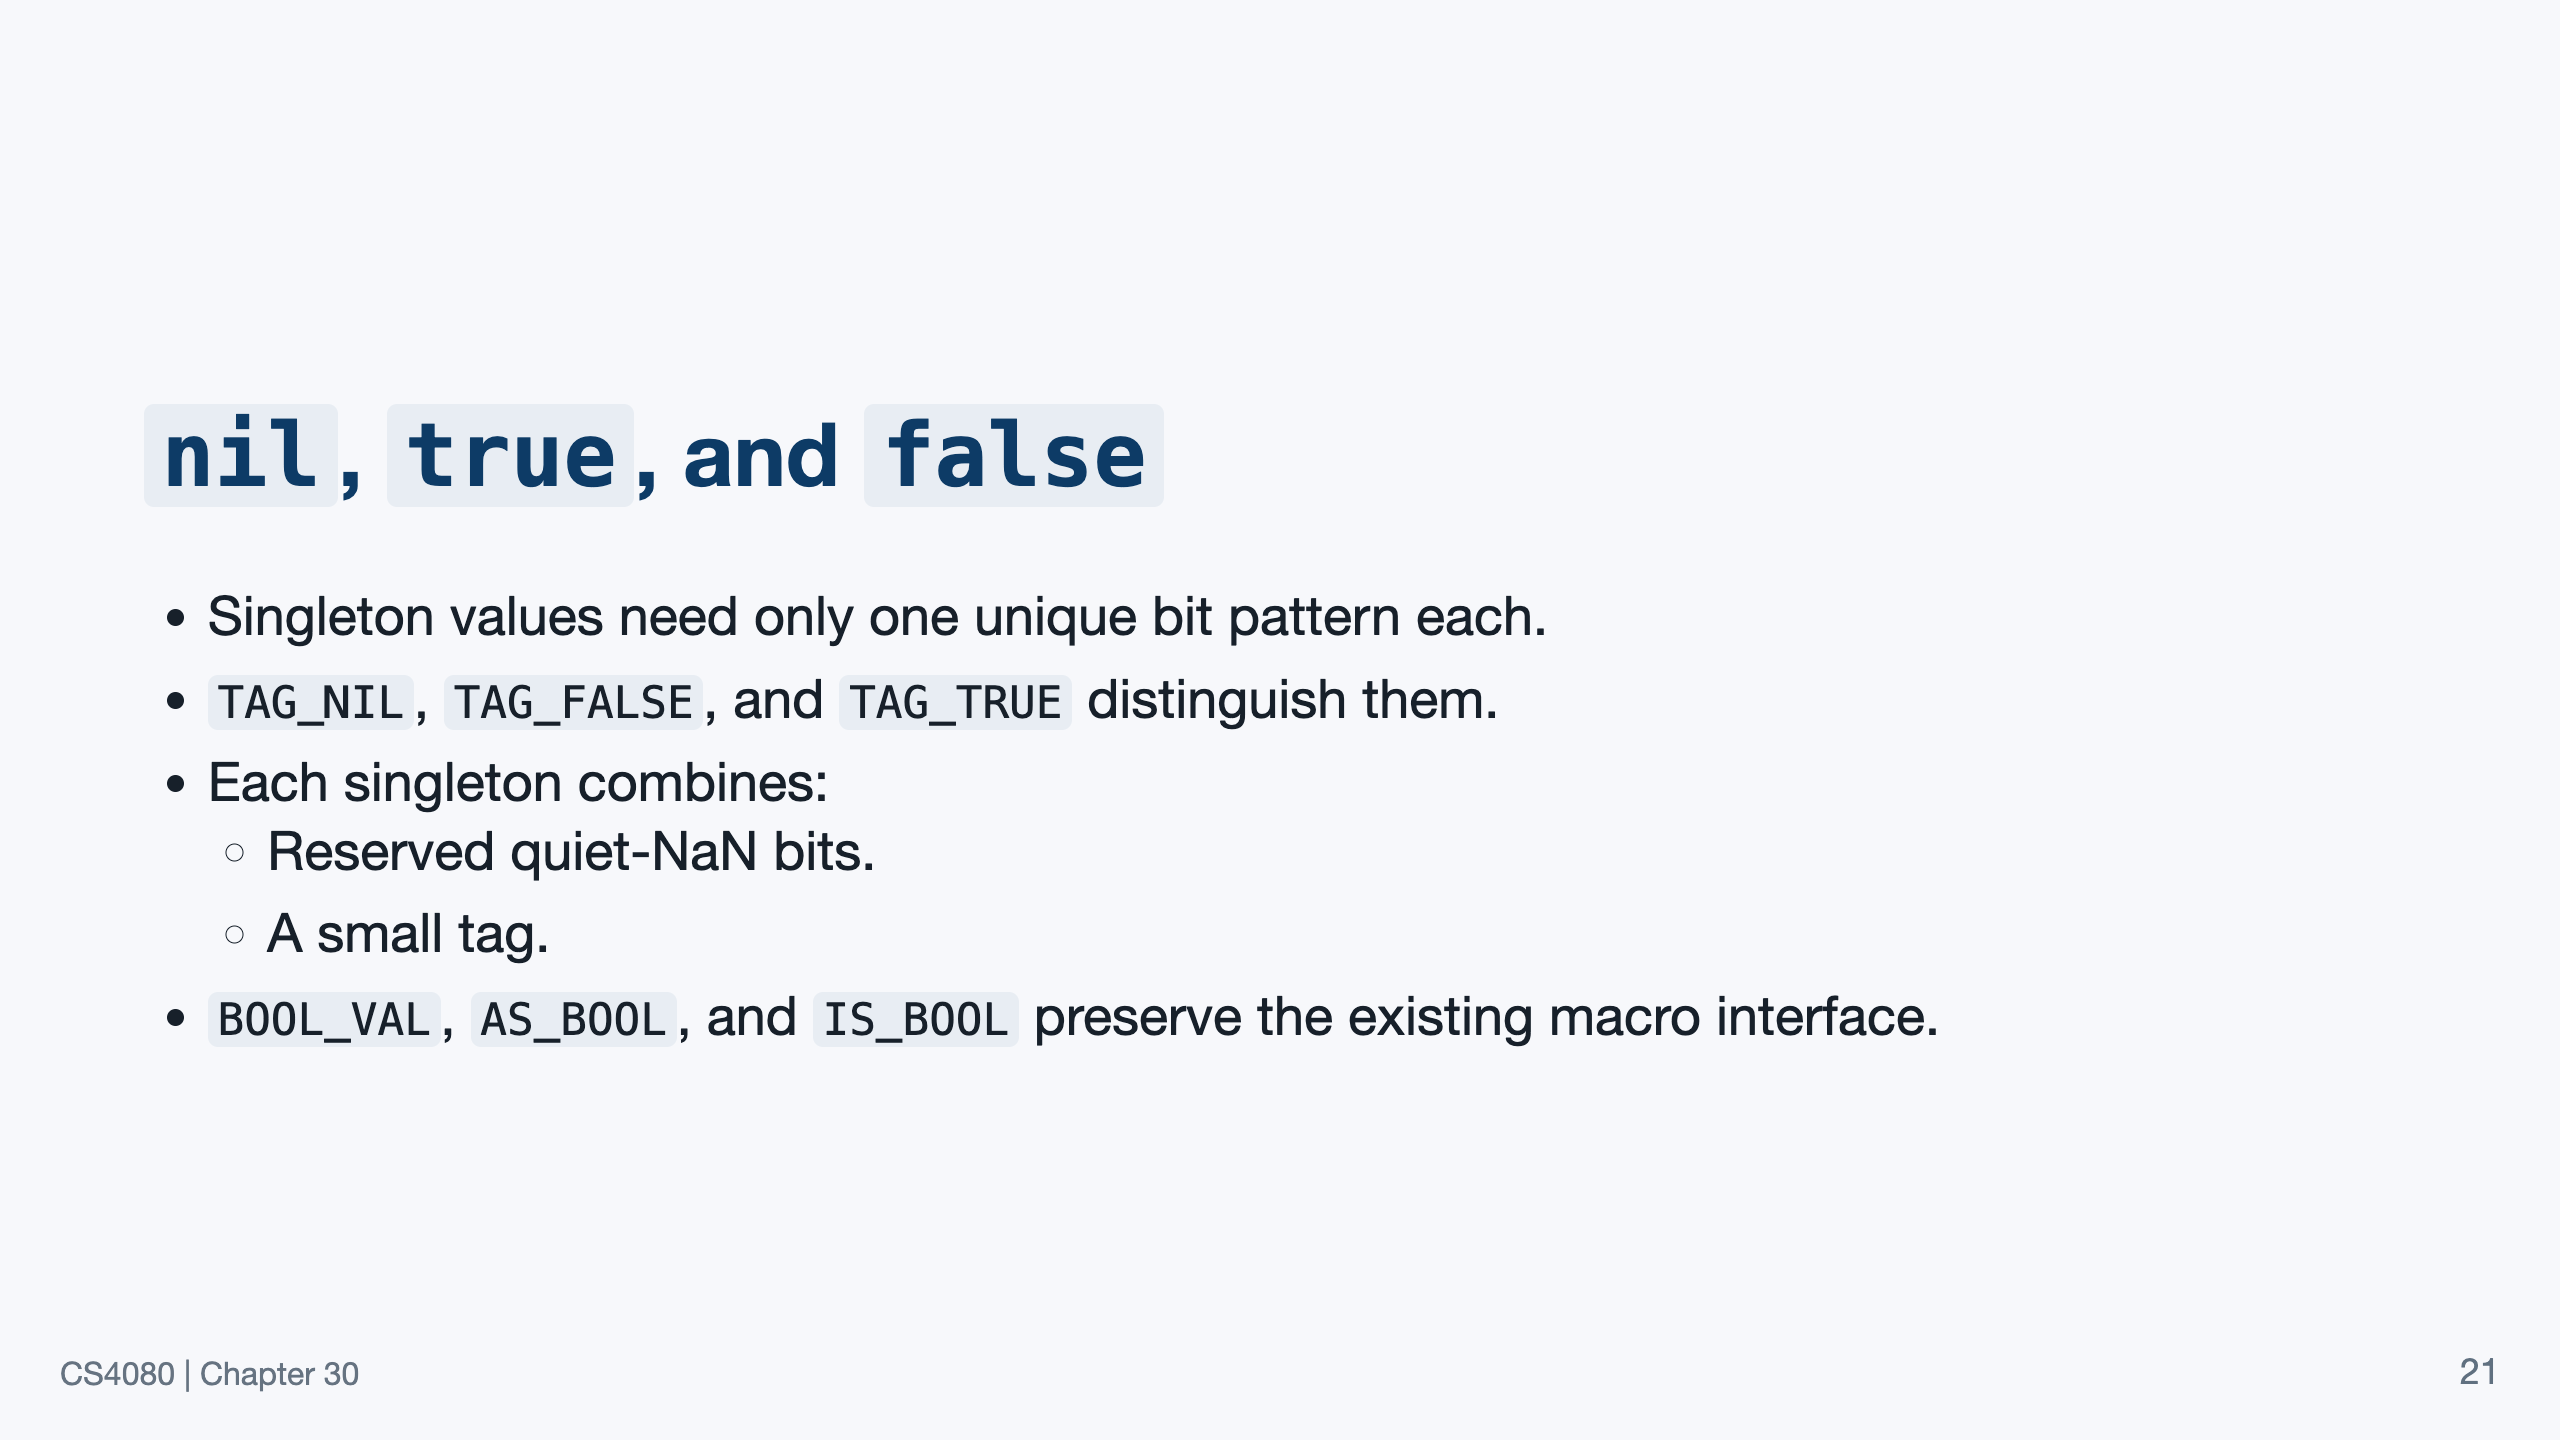 nil, true, and false
• Singleton values need only one unique bit pattern each.
• TAG_NIL, TAG_FALSE, and TAG_TRUE distinguish them.
• Each singleton combines:
○ Reserved quiet-NaN bits.
○ A small tag.
• BOOL_VAL, AS_BOOL, and IS_BOOL preserve the existing macro interface.
CS4080 | Chapter 30
21